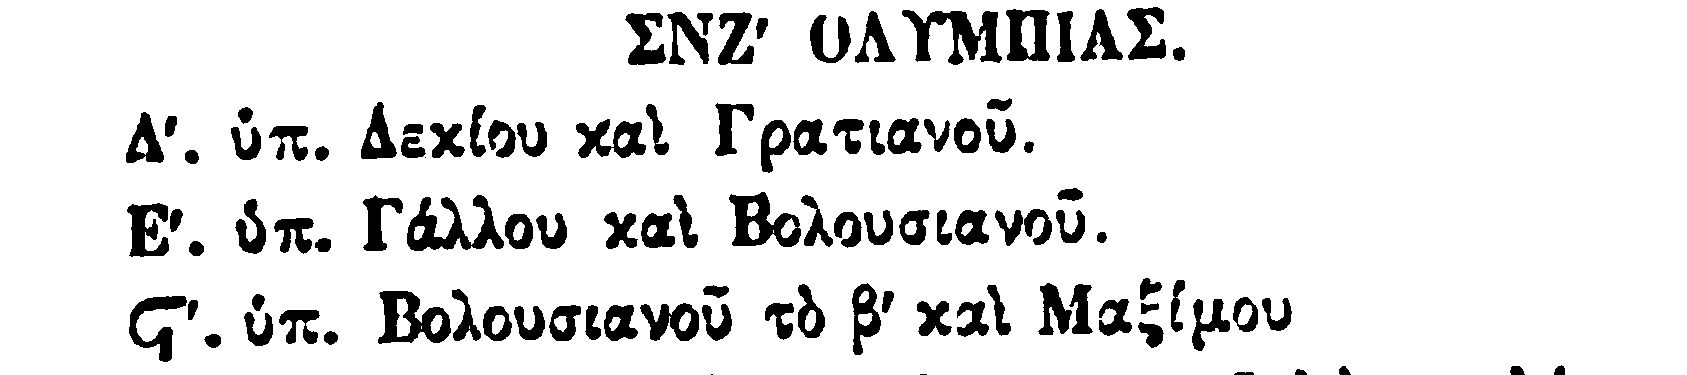 ΣΝΖʹ ΟΛΥΜΠΙΑΣ.
Δʹ. ὑπ. Δεκίου καὶ Γρατιανοῦ.
Εʹ. ὑπ. Γάλλου καὶ Βολουσιανοῦ.
Ϛʹ. ὑπ. Βολουσιανοῦ τὸ βʹ καὶ Μαξίμου